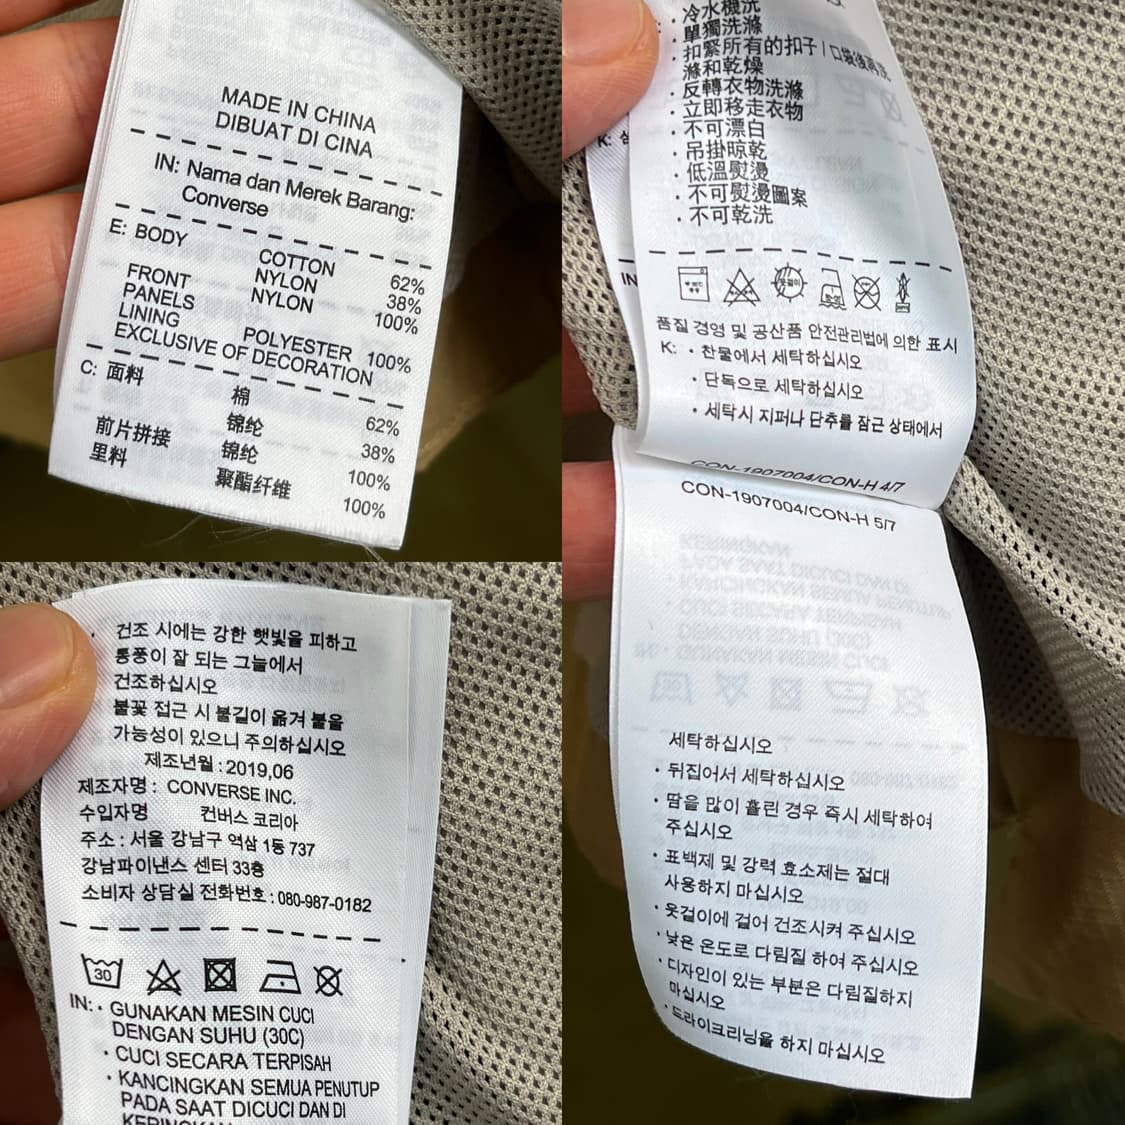 MADE IN CHINA
DIBUAT DI CINA
IN: Nama dan Merek Barang:
Converse
E: BODY COTTON 62%
NYLON 38%
FRONT NYLON 100%
PANELS
LINING POLYESTER 100%
EXCLUSIVE OF DECORATION
C: 面料 棉 62%
锦纶 38%
前片拼接 锦纶 100%
里料 聚酯纤维 100%
· 冷水機洗
· 單獨洗滌
· 扣緊所有的扣子 / 口袋後再洗
滌和乾燥
· 反轉衣物洗滌
· 立即移走衣物
· 不可漂白
· 吊掛晾乾
· 低溫熨燙
· 不可熨燙圖案
· 不可乾洗
K:
IN
품질 경영 및 공산품 안전관리법에 의한 표시
K: · 찬물에서 세탁하십시오
· 단독으로 세탁하십시오
· 세탁시 지퍼나 단추를 잠근 상태에서
CON-1907004/CON-H 4/7
CON-1907004/CON-H 5/7
세탁하십시오
· 뒤집어서 세탁하십시오
· 땀을 많이 흘린 경우 즉시 세탁하여
주십시오
· 표백제 및 강력 효소제는 절대
사용하지 마십시오
· 옷걸이에 걸어 건조시켜 주십시오
· 낮은 온도로 다림질 하여 주십시오
· 디자인이 있는 부분은 다림질하지
마십시오
· 드라이크리닝을 하지 마십시오
· 건조 시에는 강한 햇빛을 피하고
통풍이 잘 되는 그늘에서
건조하십시오
불꽃 접근 시 불길이 옮겨 붙을
가능성이 있으니 주의하십시오
제조년월 : 2019,06
제조자명 : CONVERSE INC.
수입자명 컨버스 코리아
주소 : 서울 강남구 역삼 1동 737
강남파이낸스 센터 33층
소비자 상담실 전화번호 : 080-987-0182
30
IN: · GUNAKAN MESIN CUCI
DENGAN SUHU (30C)
· CUCI SECARA TERPISAH
· KANCINGKAN SEMUA PENUTUP
PADA SAAT DICUCI DAN DI
KERINGKAN